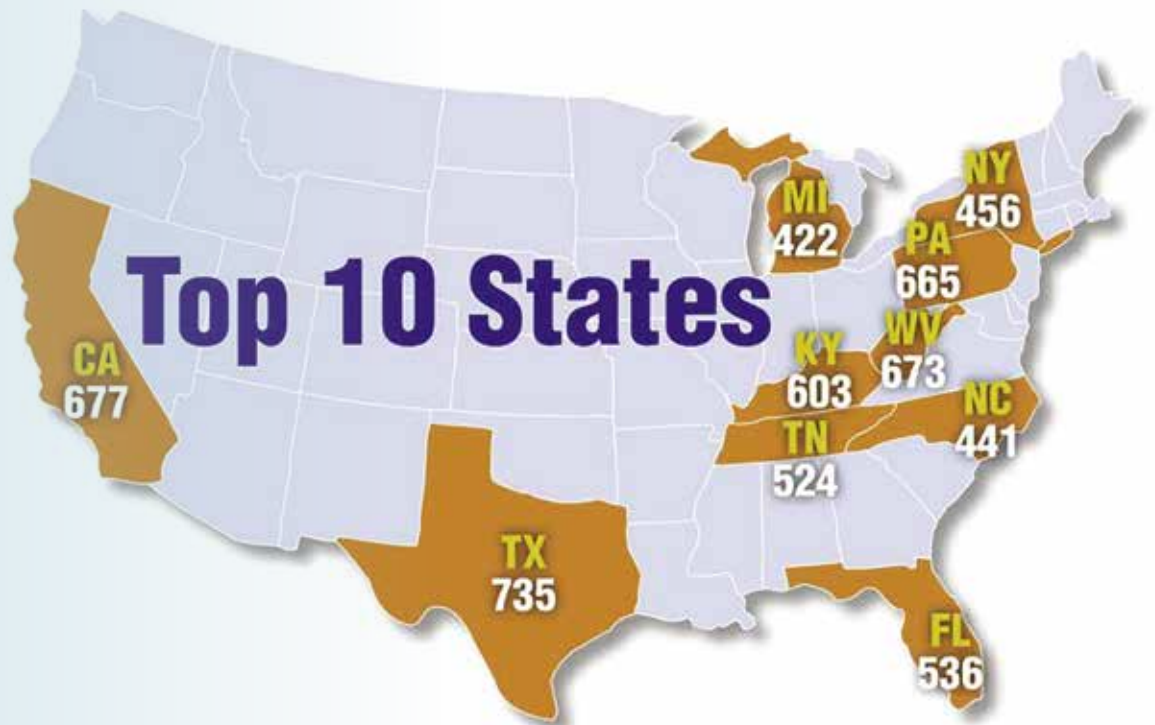 Top 10 States
CA
677
TX
735
MI
422
NY
456
PA
665
WV
673
KY
603
NC
441
TN
524
FL
536